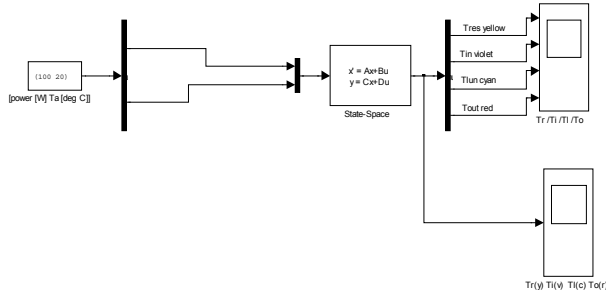 Tres yellow
Tin violet
x' = Ax+Bu
y = Cx+Du
(100 20)
Tlun cyan
[power [W] Ta [deg C]]
State-Space
Tout red
Tr /Ti /Tl /To
Tr(y) Ti(v) Tl(c) To(r)